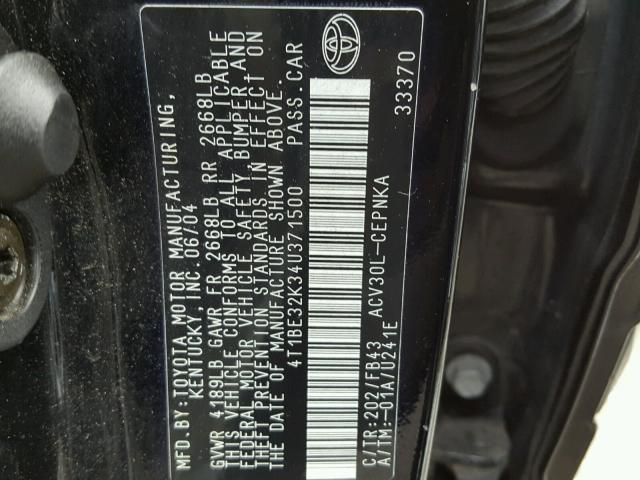 MFD. BY: TOYOTA MOTOR MANUFACTURING,
KENTUCKY, INC. 06/04
GVWR 4189LB GAWR FR 2668LB RR 2668LB
THIS VEHICLE CONFORMS TO ALL APPLICABLE
FEDERAL MOTOR VEHICLE SAFETY, BUMPER, AND
THEFT PREVENTION STANDARDS IN EFFECT ON
THE DATE OF MANUFACTURE SHOWN ABOVE.
4T1BE32K34U371500 PASS. CAR
ACV30L-CEPNKA 33370
C/TR:202/FB43
A/TM:-01A/U241E